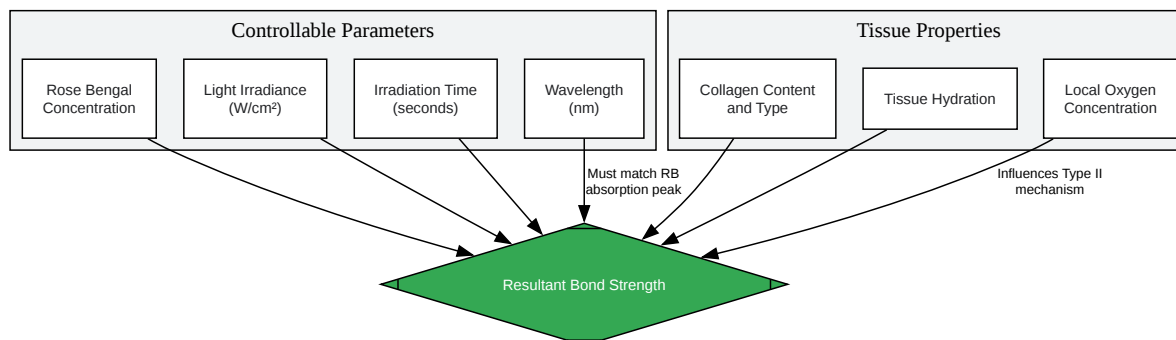 Controllable Parameters
Tissue Properties
Rose Bengal
Concentration
Light Irradiance
(W/cm²)
Irradiation Time
(seconds)
Wavelength
(nm)
Collagen Content
and Type
Tissue Hydration
Local Oxygen
Concentration
Must match RB
absorption peak
Influences Type II
mechanism
Resultant Bond Strength